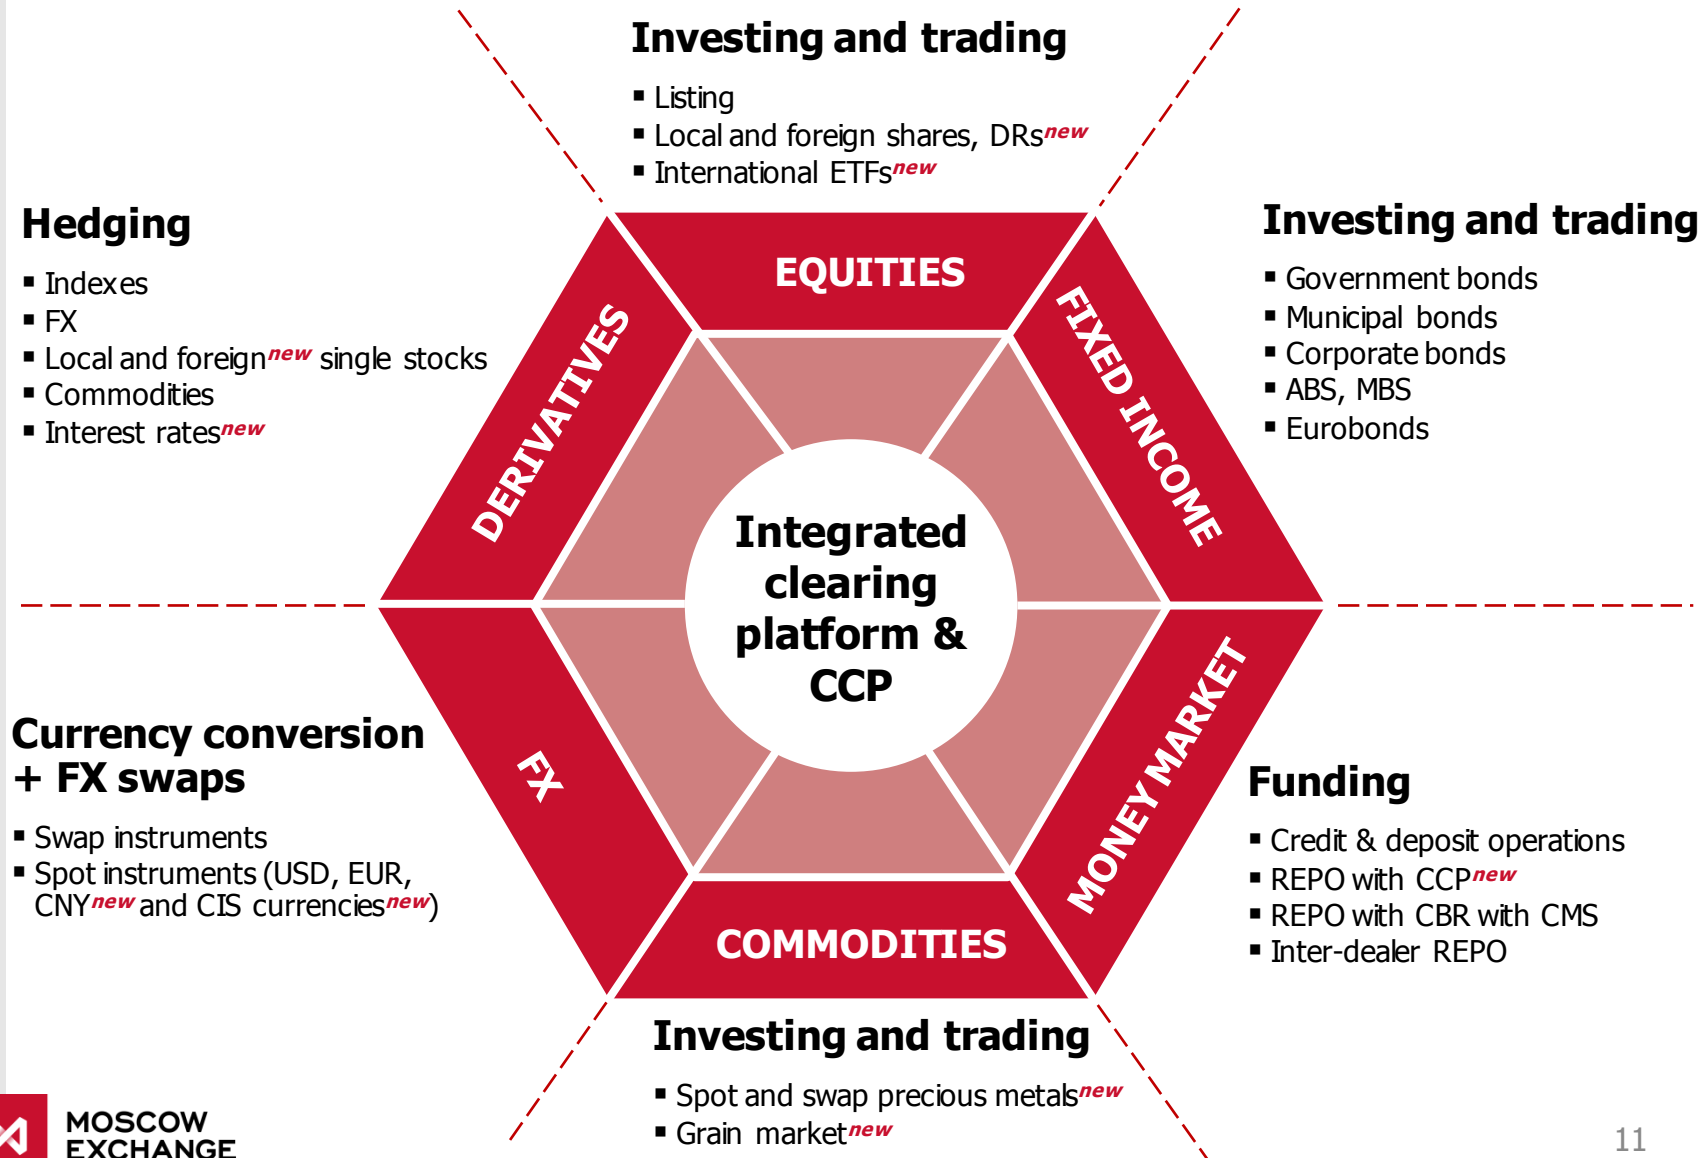 Investing and trading
▪ Listing
▪ Local and foreign shares, DRsnew
▪ International ETFsnew
Hedging
▪ Indexes
▪ FX
▪ Local and foreignnew single stocks
▪ Commodities
▪ Interest ratesnew
Investing and trading
▪ Government bonds
▪ Municipal bonds
▪ Corporate bonds
▪ ABS, MBS
▪ Eurobonds
EQUITIES
DERIVATIVES
FIXED INCOME
Integrated
clearing
platform &
CCP
FX
MONEY MARKET
COMMODITIES
Currency conversion
+ FX swaps
▪ Swap instruments
▪ Spot instruments (USD, EUR,
CNYnew and CIS currenciesnew)
Funding
▪ Credit & deposit operations
▪ REPO with CCPnew
▪ REPO with CBR with CMS
▪ Inter-dealer REPO
Investing and trading
▪ Spot and swap precious metalsnew
▪ Grain marketnew
MOSCOW
EXCHANGE
11